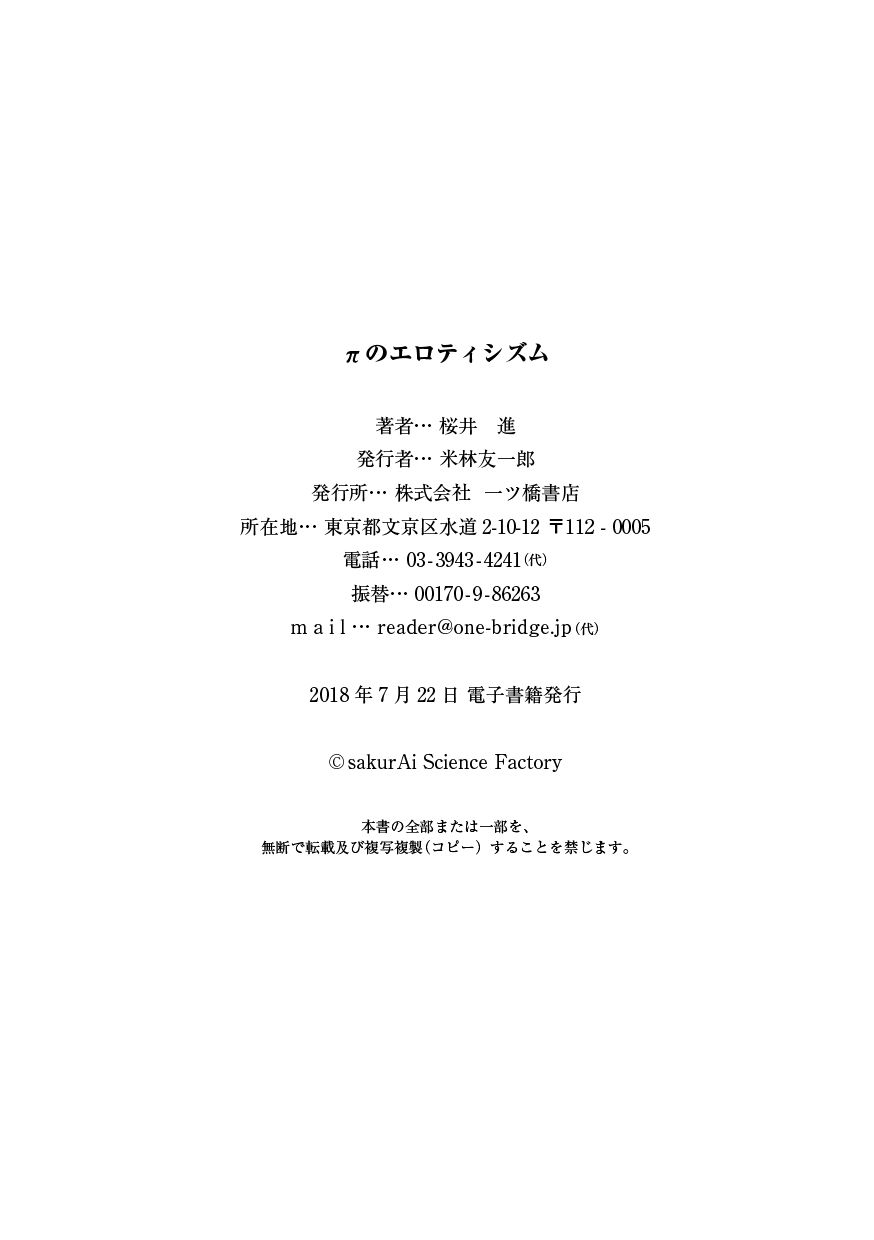 πのエロティシズム
著者… 桜井　進
発行者… 米林友一郎
発行所… 株式会社　一ツ橋書店
所在地… 東京都文京区水道 2-10-12 〒112 - 0005
電話… 03-3943-4241（代）
振替… 00170-9-86263
m a i l … reader@one-bridge.jp（代）
2018 年 7 月 22 日 電子書籍発行
©sakurAi Science Factory
本書の全部または一部を、
無断で転載及び複写複製（コピー）することを禁じます。